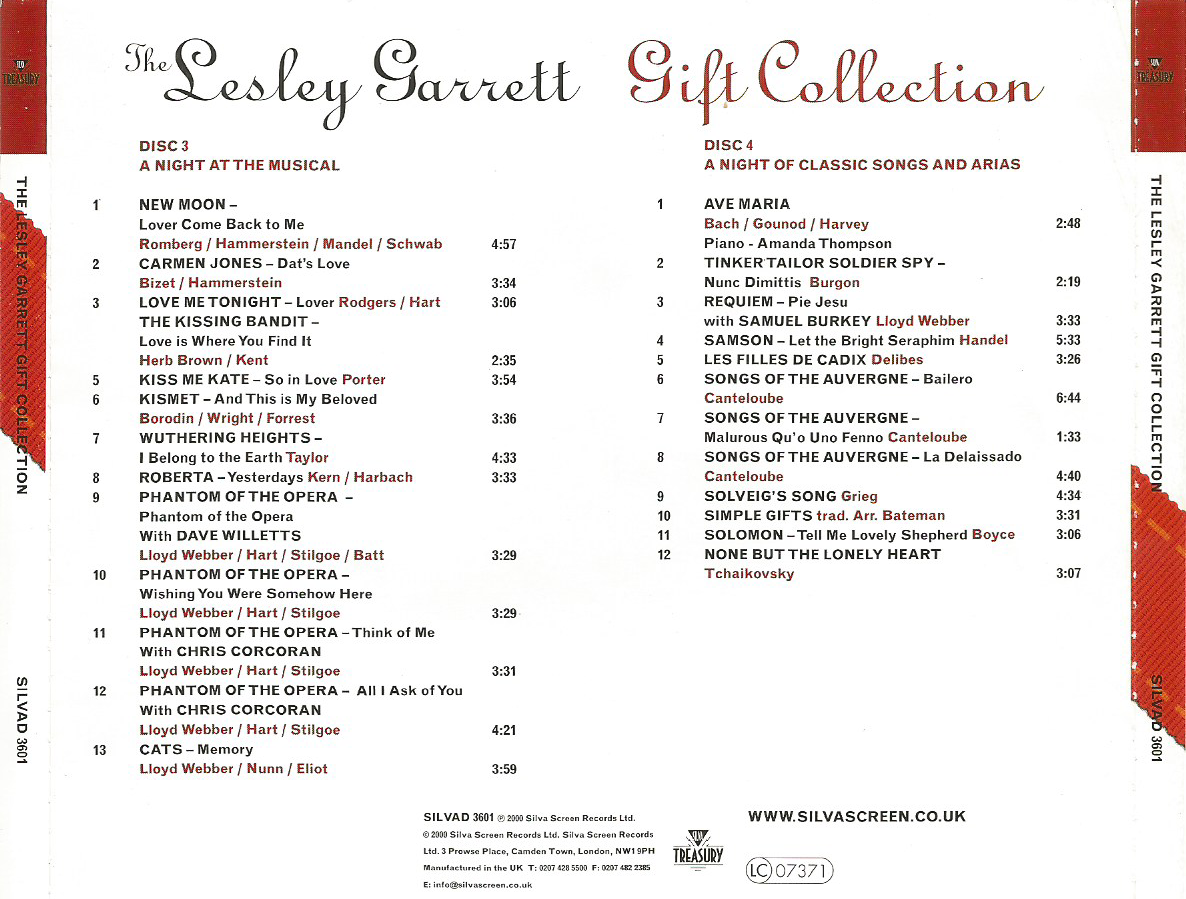 The Lesley Garrett Gift Collection
DISC 3
A NIGHT AT THE MUSICAL
1 NEW MOON –
Lover Come Back to Me
Romberg / Hammerstein / Mandel / Schwab 4:57
2 CARMEN JONES – Dat's Love
Bizet / Hammerstein 3:34
3 LOVE ME TONIGHT – Lover Rodgers / Hart 3:06
THE KISSING BANDIT –
Love is Where You Find It
Herb Brown / Kent 2:35
5 KISS ME KATE – So in Love Porter 3:54
6 KISMET – And This is My Beloved
Borodin / Wright / Forrest 3:36
7 WUTHERING HEIGHTS –
I Belong to the Earth Taylor 4:33
8 ROBERTA – Yesterdays Kern / Harbach 3:33
9 PHANTOM OF THE OPERA –
Phantom of the Opera
With DAVE WILLETTS
Lloyd Webber / Hart / Stilgoe / Batt 3:29
10 PHANTOM OF THE OPERA –
Wishing You Were Somehow Here
Lloyd Webber / Hart / Stilgoe 3:29
11 PHANTOM OF THE OPERA – Think of Me
With CHRIS CORCORAN
Lloyd Webber / Hart / Stilgoe 3:31
12 PHANTOM OF THE OPERA – All I Ask of You
With CHRIS CORCORAN
Lloyd Webber / Hart / Stilgoe 4:21
13 CATS – Memory
Lloyd Webber / Nunn / Eliot 3:59
DISC 4
A NIGHT OF CLASSIC SONGS AND ARIAS
1 AVE MARIA
Bach / Gounod / Harvey 2:48
Piano - Amanda Thompson
2 TINKER TAILOR SOLDIER SPY –
Nunc Dimittis Burgon 2:19
3 REQUIEM – Pie Jesu
with SAMUEL BURKEY Lloyd Webber 3:33
4 SAMSON – Let the Bright Seraphim Handel 5:33
5 LES FILLES DE CADIX Delibes 3:26
6 SONGS OF THE AUVERGNE – Bailero
Canteloube 6:44
7 SONGS OF THE AUVERGNE –
Malurous Qu'o Uno Fenno Canteloube 1:33
8 SONGS OF THE AUVERGNE – La Delaissado
Canteloube 4:40
9 SOLVEIG'S SONG Grieg 4:34
10 SIMPLE GIFTS trad. Arr. Bateman 3:31
11 SOLOMON – Tell Me Lovely Shepherd Boyce 3:06
12 NONE BUT THE LONELY HEART
Tchaikovsky 3:07
SILVAD 3601 ℗ 2000 Silva Screen Records Ltd.
© 2000 Silva Screen Records Ltd. Silva Screen Records
Ltd. 3 Prowse Place, Camden Town, London, NW1 9PH
Manufactured in the UK T: 0207 428 5500 F: 0207 482 2385
E: info@silvascreen.co.uk
TREASURY
WWW.SILVASCREEN.CO.UK
LC 07371
TREASURY
THE LESLEY GARRETT GIFT COLLECTION
SILVAD 3601
TREASURY
THE LESLEY GARRETT GIFT COLLECTION
SILVAD 3601